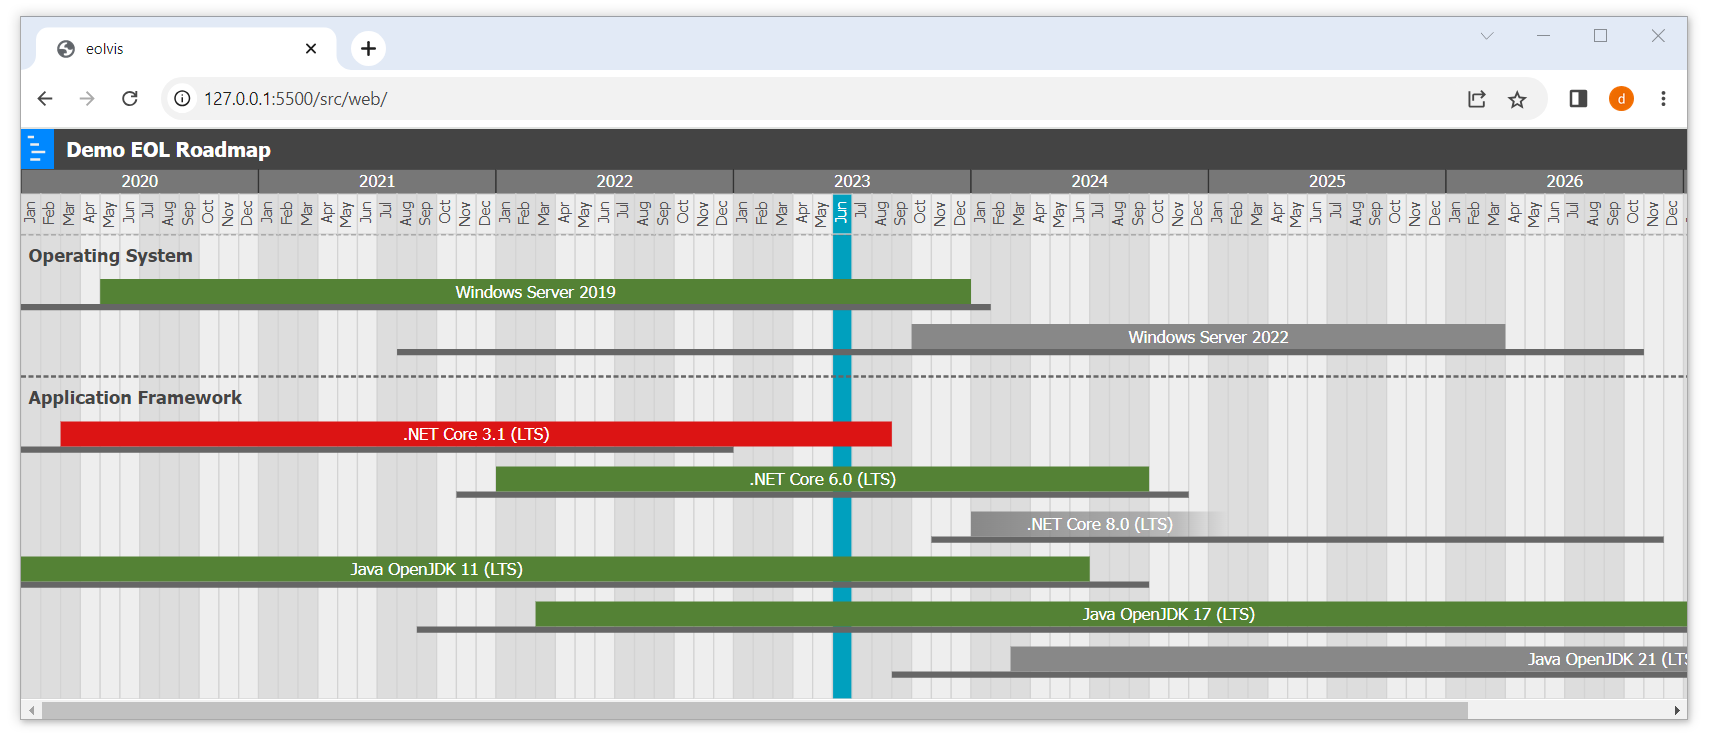 eolvis
127.0.0.1:5500/src/web/
d
Demo EOL Roadmap
2020 2021 2022 2023 2024 2025 2026
Jan Feb Mar Apr May Jun Jul Aug Sep Oct Nov Dec Jan Feb Mar Apr May Jun Jul Aug Sep Oct Nov Dec Jan Feb Mar Apr May Jun Jul Aug Sep Oct Nov Dec Jan Feb Mar Apr May Jun Jul Aug Sep Oct Nov Dec Jan Feb Mar Apr May Jun Jul Aug Sep Oct Nov Dec Jan Feb Mar Apr May Jun Jul Aug Sep Oct Nov Dec Jan Feb Mar Apr May Jun Jul Aug Sep Oct Nov Dec
Operating System
Windows Server 2019
Windows Server 2022
Application Framework
.NET Core 3.1 (LTS)
.NET Core 6.0 (LTS)
.NET Core 8.0 (LTS)
Java OpenJDK 11 (LTS)
Java OpenJDK 17 (LTS)
Java OpenJDK 21 (LTS